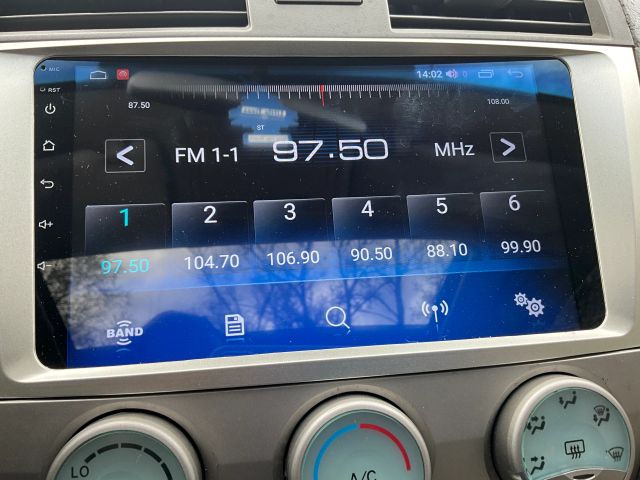 MIC
14:02 0
RST
87.50 108.00
ST
FM 1-1 97.50 MHz
1 2 3 4 5 6
97.50 104.70 106.90 90.50 88.10 99.90
BAND
LO
A/C